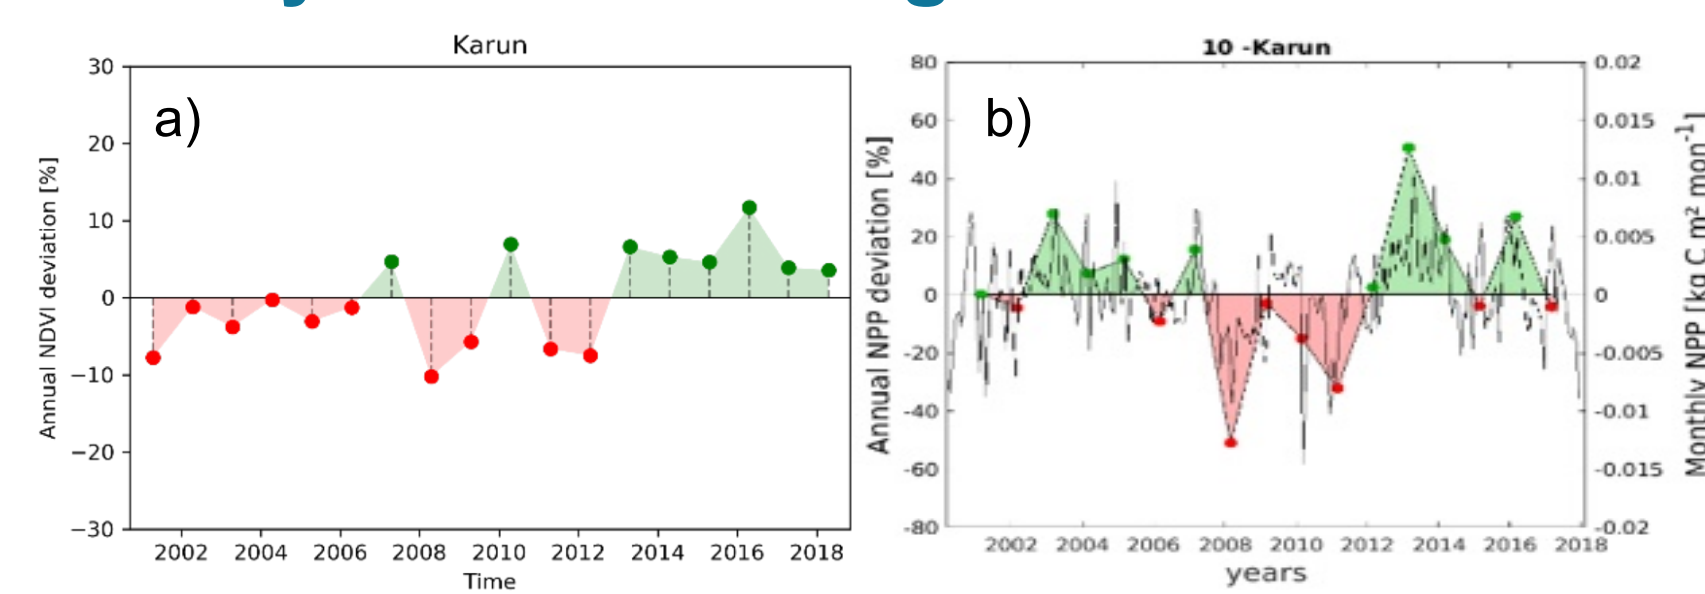 Karun
a)
30
20
10
0
−10
−20
−30
Annual NDVI deviation [%]
2002 2004 2006 2008 2010 2012 2014 2016 2018
Time
10 -Karun
b)
80
60
40
20
0
-20
-40
-60
-80
Annual NPP deviation [%]
0.02
0.015
0.01
0.005
0
-0.005
-0.01
-0.015
-0.02
Monthly NPP [kg C m² mon⁻¹]
2002 2004 2006 2008 2010 2012 2014 2016 2018
years